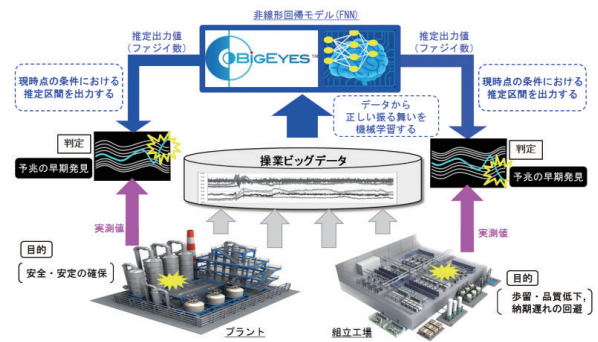 非線形回帰モデル(FNN)
推定出力値
(ファジイ数)
BiGEYES™
推定出力値
(ファジイ数)
現時点の条件における
推定区間を出力する
現時点の条件における
推定区間を出力する
データから
正しい振る舞いを
機械学習する
判定
予兆の早期発見
操業ビッグデータ
判定
予兆の早期発見
実測値
実測値
目的
安全・安定の確保
目的
歩留・品質低下,
納期遅れの回避
プラント
組立工場